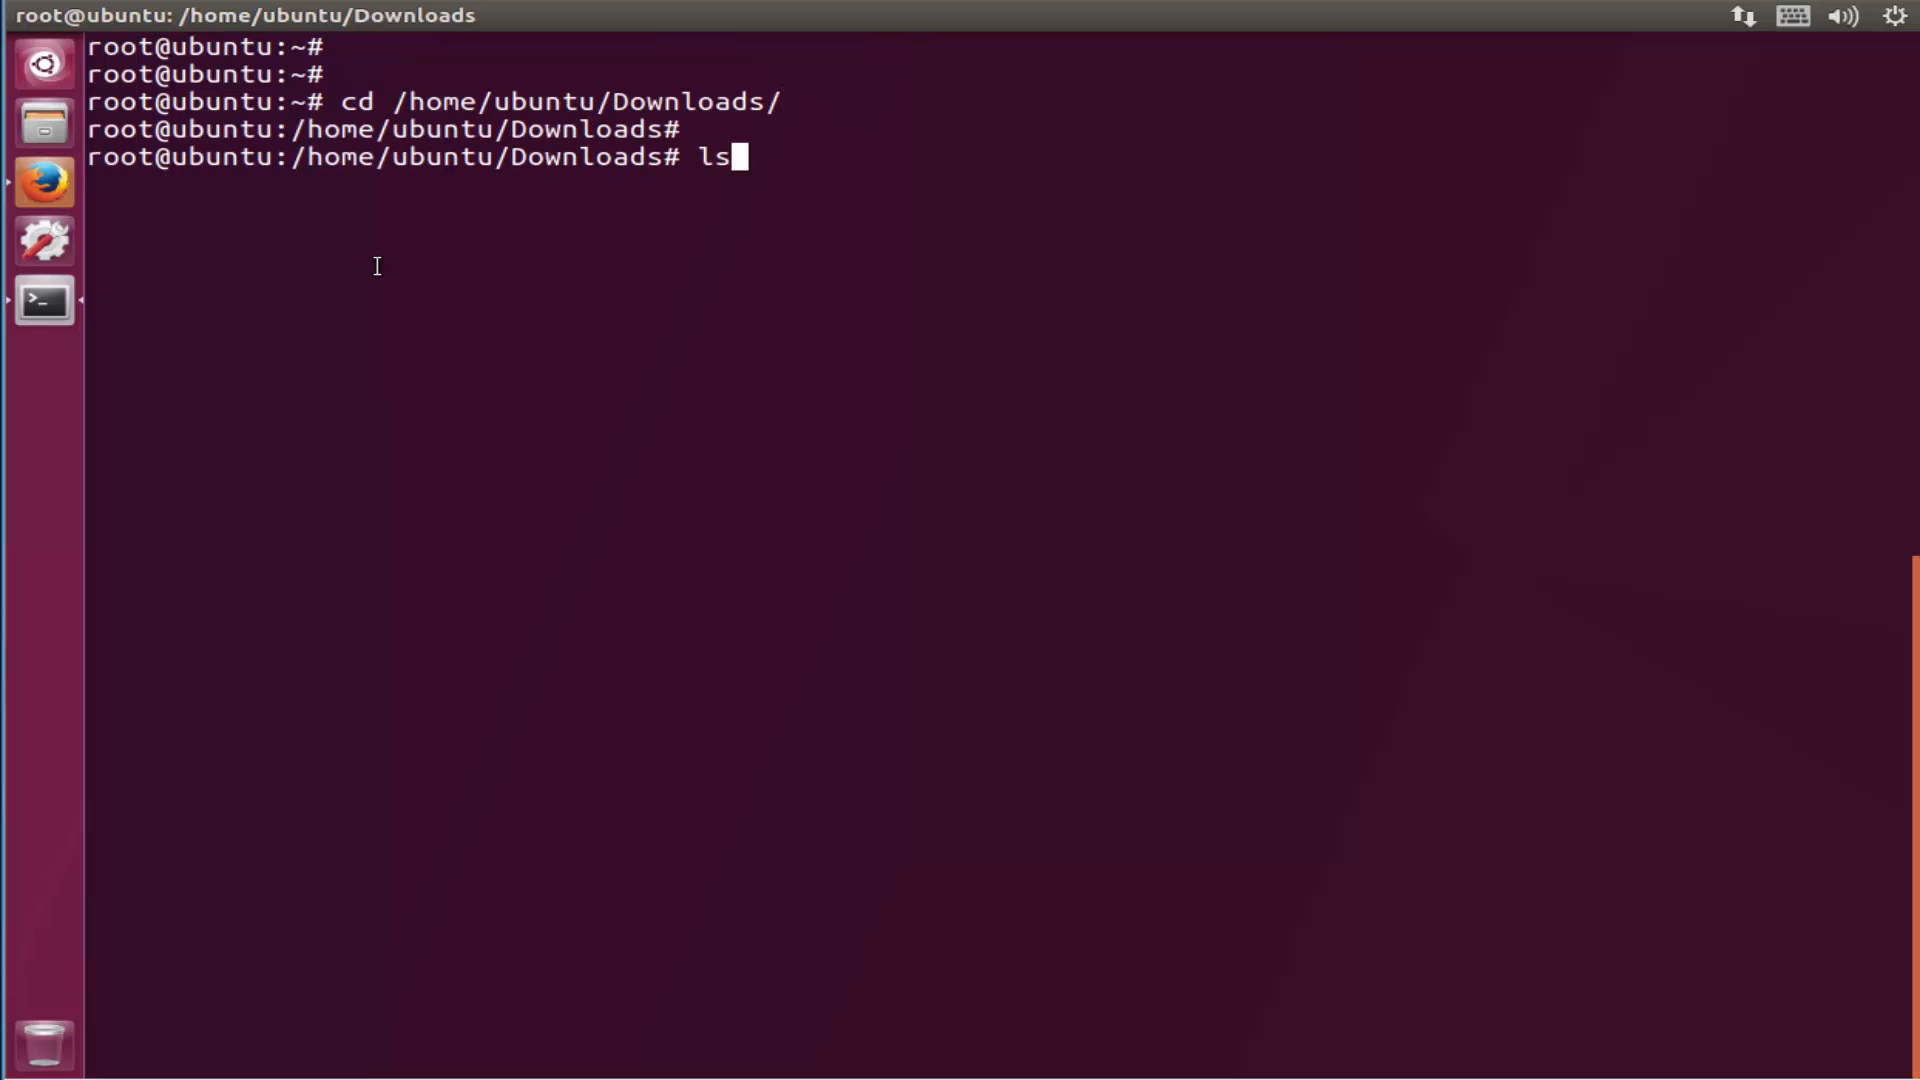 root@ubuntu: /home/ubuntu/Downloads
root@ubuntu:~#
root@ubuntu:~#
root@ubuntu:~# cd /home/ubuntu/Downloads/
root@ubuntu:/home/ubuntu/Downloads#
root@ubuntu:/home/ubuntu/Downloads# ls
>_